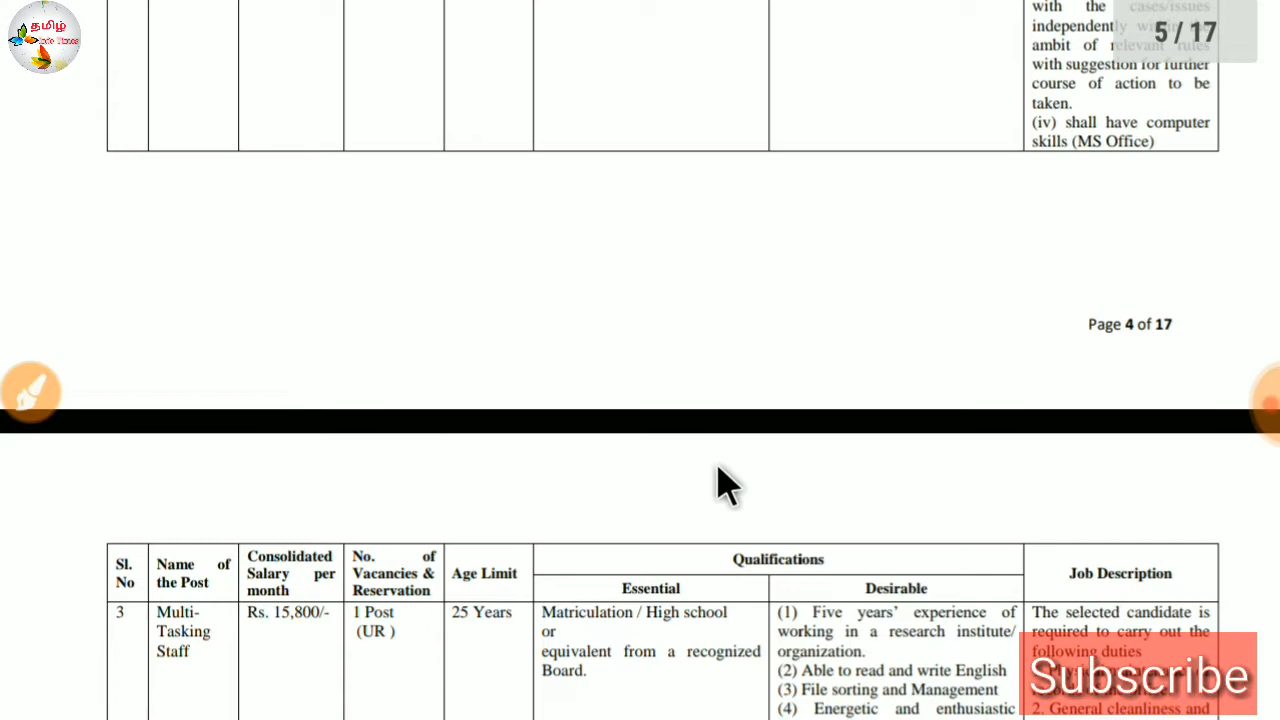 தமிழ்
with the cases/issues
independently within the
ambit of relevant rules
with suggestion for further
course of action to be
taken.
(iv) shall have computer
skills (MS Office)
5 / 17
Page 4 of 17
Sl. No
Name of the Post
Consolidated Salary per month
No. of Vacancies & Reservation
Age Limit
Qualifications
Essential
Desirable
Job Description
3
Multi-
Tasking
Staff
Rs. 15,800/-
1 Post
(UR )
25 Years
Matriculation / High school
or
equivalent from a recognized
Board.
(1) Five years' experience of
working in a research institute/
organization.
(2) Able to read and write English
(3) File sorting and Management
(4) Energetic and enthusiastic
The selected candidate is
required to carry out the
following duties
2. General cleanliness and
Subscribe